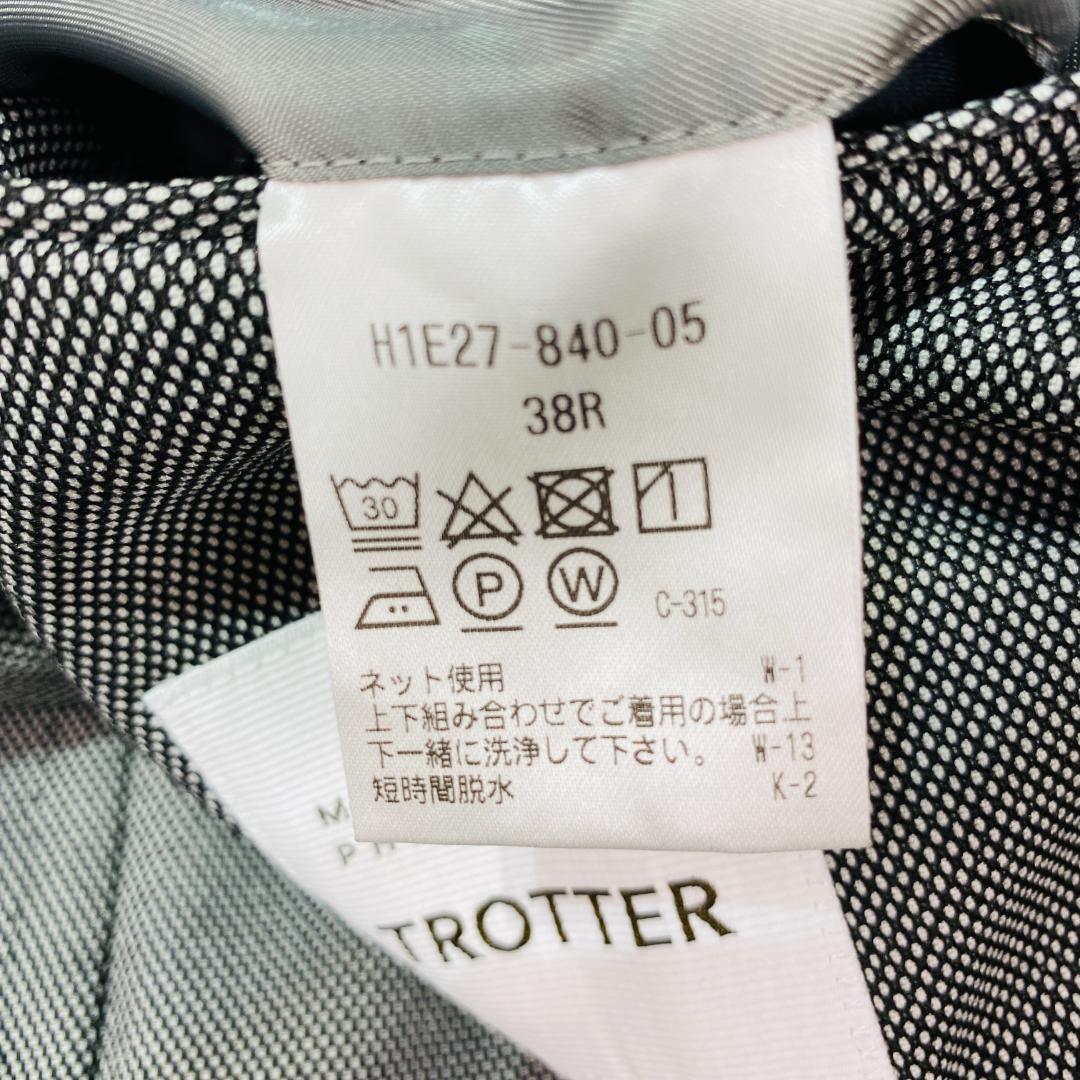 H1E27-840-05
38R
30
P W C-315
ネット使用 W-1
上下組み合わせでご着用の場合上
下一緒に洗浄して下さい。 W-13
短時間脱水 K-2
TROTTER